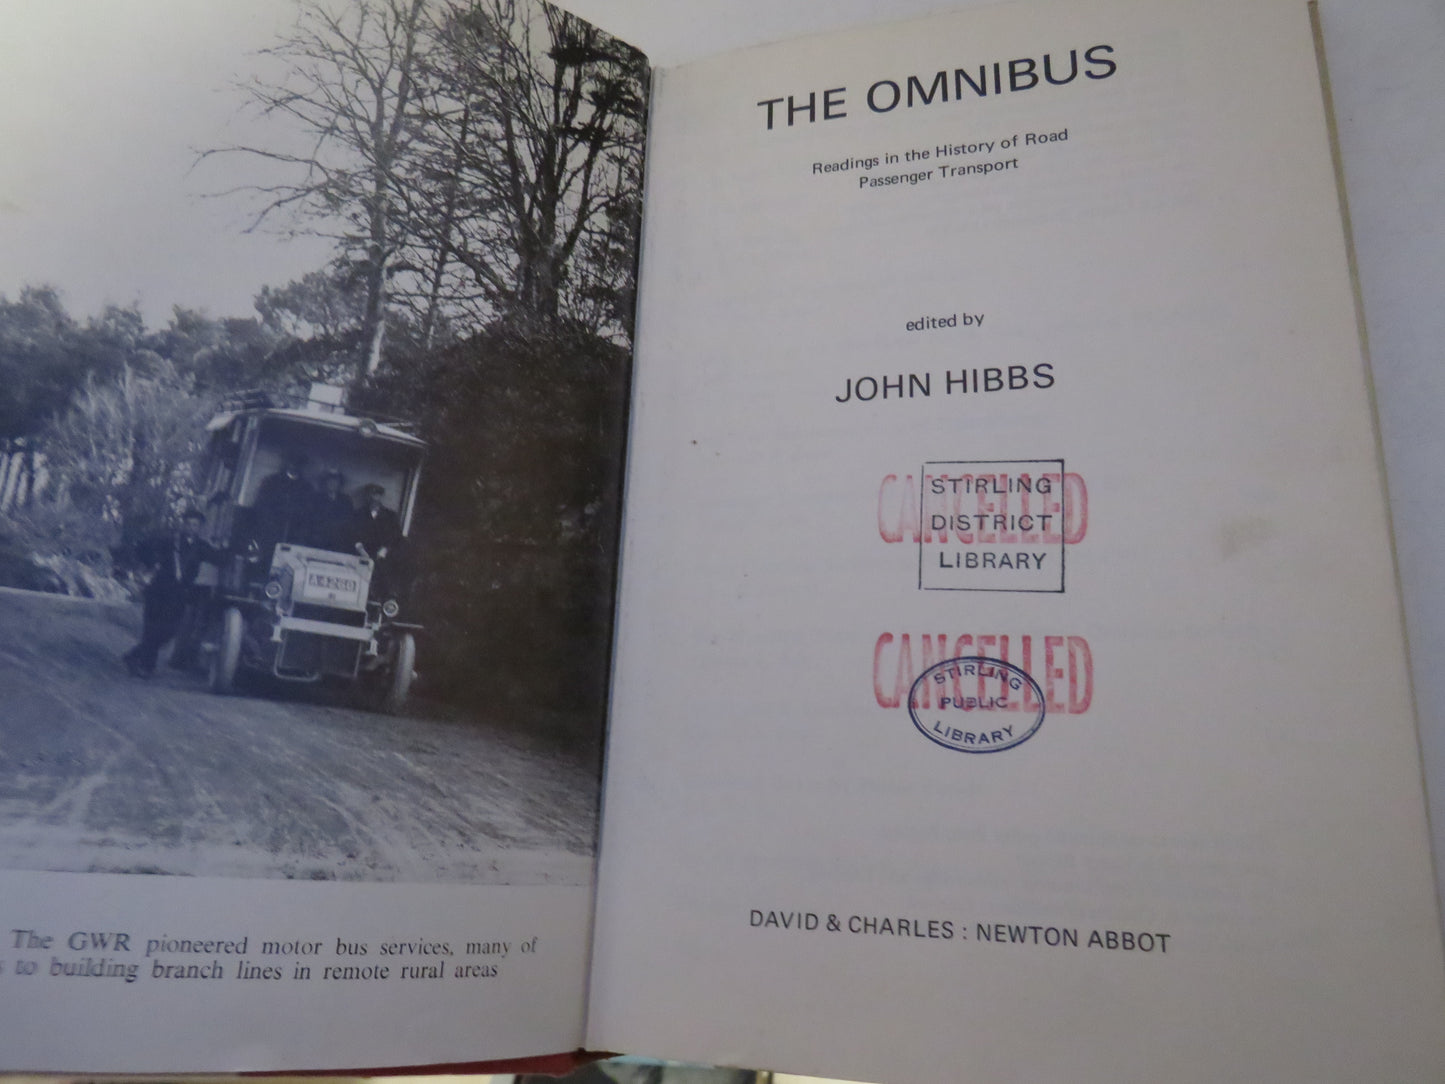 The GWR pioneered motor bus services, many of
to building branch lines in remote rural areas
THE OMNIBUS
Readings in the History of Road
Passenger Transport
edited by
JOHN HIBBS
CANCELLED
STIRLING
DISTRICT
LIBRARY
CANCELLED
STIRLING
PUBLIC
LIBRARY
DAVID & CHARLES : NEWTON ABBOT